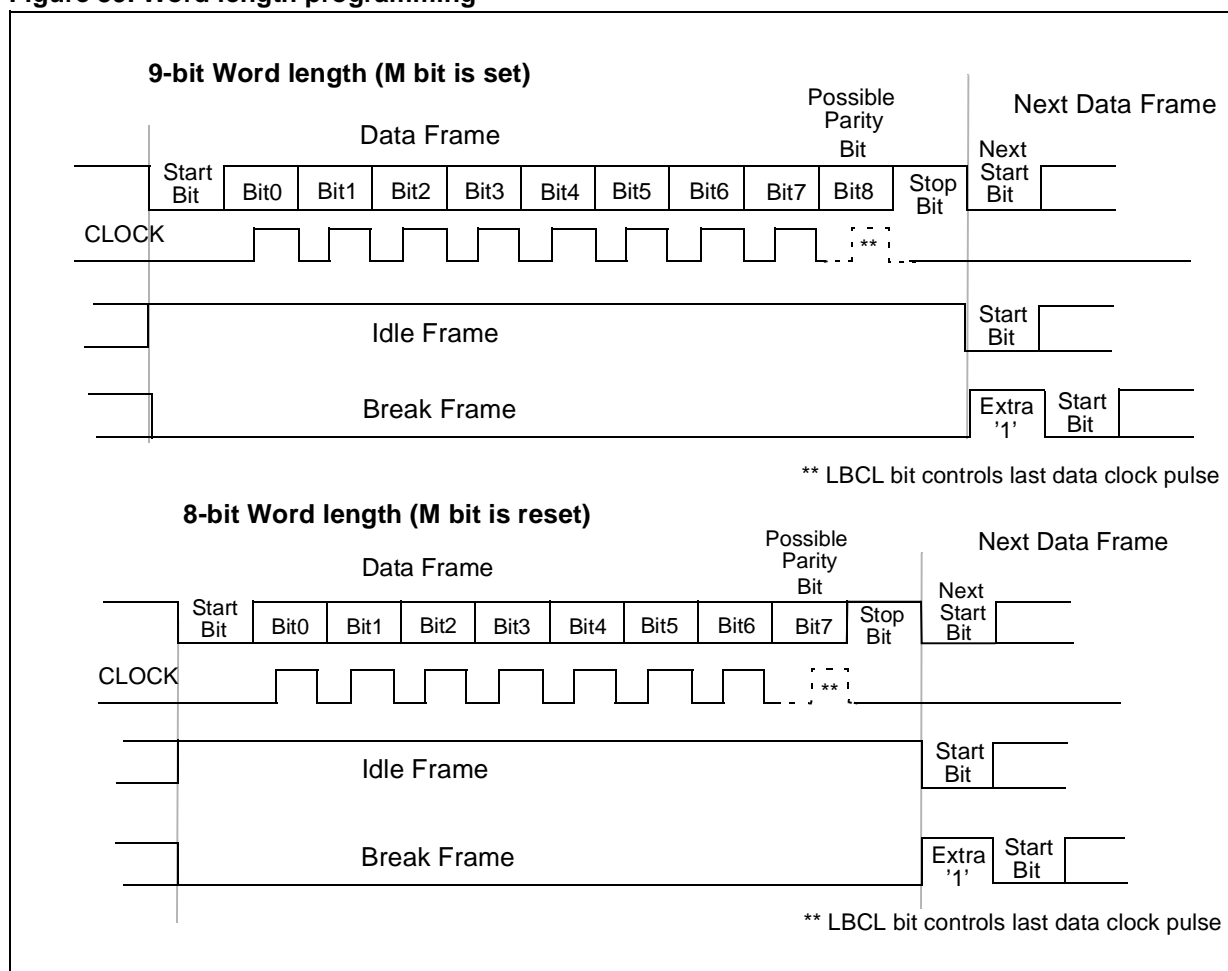 Figure Word length programming
9-bit Word length (M bit is set)
Possible
Parity
Bit
Next Data Frame
Data Frame
Start
Bit
Bit0
Bit1
Bit2
Bit3
Bit4
Bit5
Bit6
Bit7
Bit8
Stop
Bit
Next
Start
Bit
CLOCK
**
Idle Frame
Start
Bit
Break Frame
Extra
'1'
Start
Bit
** LBCL bit controls last data clock pulse
8-bit Word length (M bit is reset)
Possible
Parity
Bit
Next Data Frame
Data Frame
Start
Bit
Bit0
Bit1
Bit2
Bit3
Bit4
Bit5
Bit6
Bit7
Stop
Bit
Next
Start
Bit
CLOCK
**
Idle Frame
Start
Bit
Break Frame
Extra
'1'
Start
Bit
** LBCL bit controls last data clock pulse